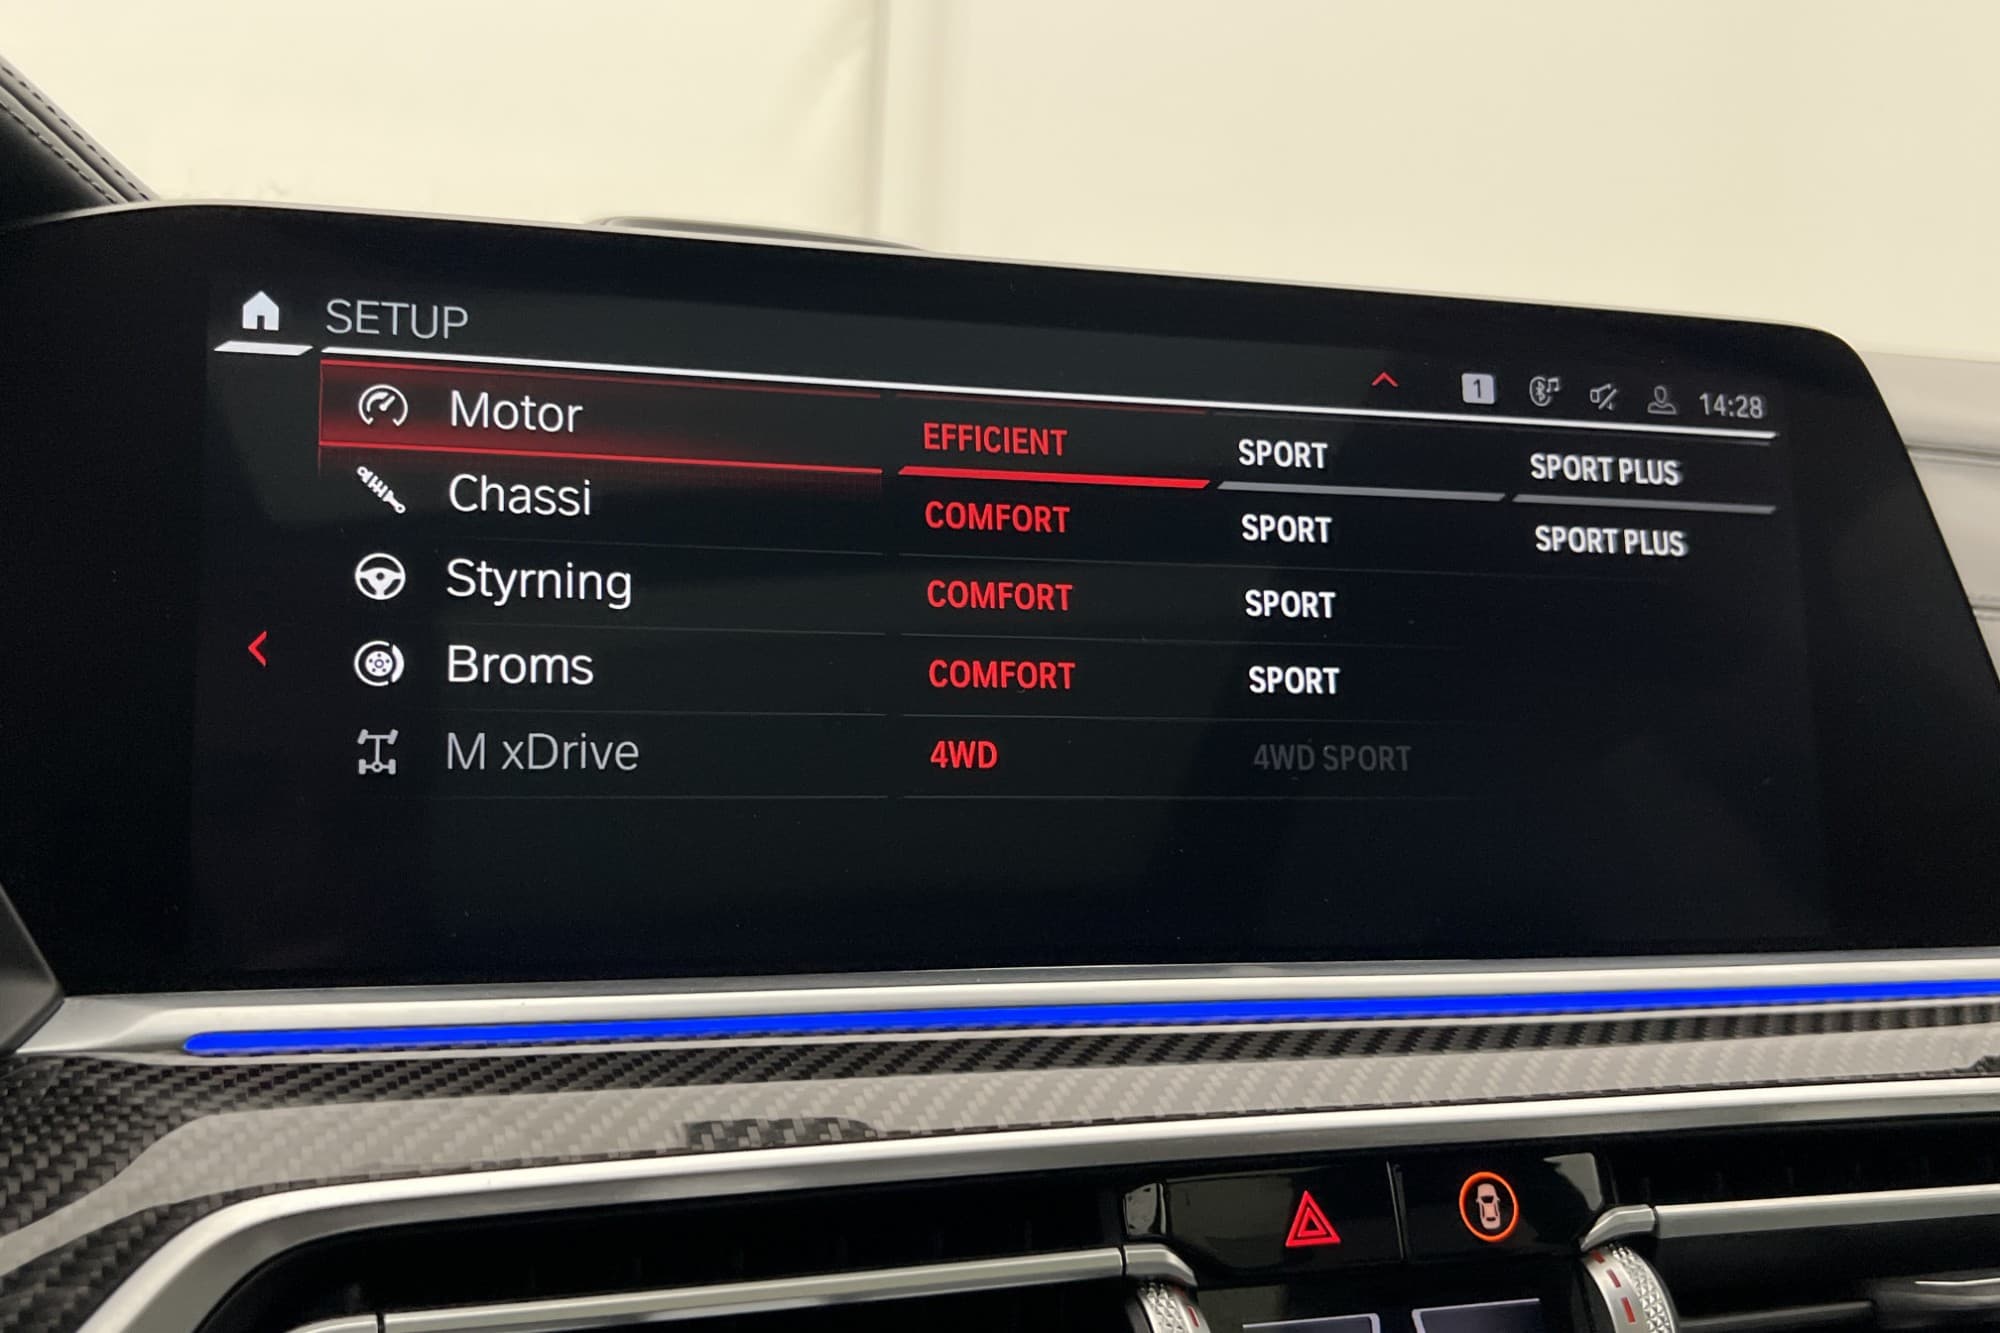 SETUP
1 14:28
Motor EFFICIENT SPORT SPORT PLUS
Chassi COMFORT SPORT SPORT PLUS
Styrning COMFORT SPORT
Broms COMFORT SPORT
M xDrive 4WD 4WD SPORT